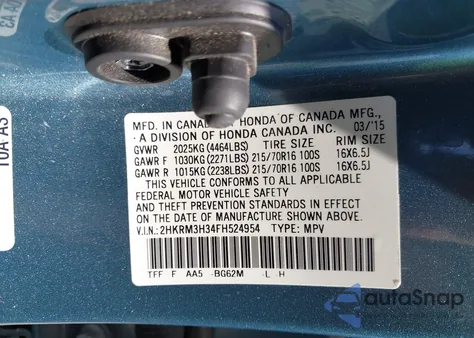 MFD. IN CANADA HONDA OF CANADA MFG.,
A DIVISION OF HONDA CANADA INC. 03/'15
GVWR 2025KG(4464LBS) TIRE SIZE RIM SIZE
GAWR F 1030KG(2271LBS) 215/70R16 100S 16X6.5J
GAWR R 1015KG(2238LBS) 215/70R16 100S 16X6.5J
THIS VEHICLE CONFORMS TO ALL APPLICABLE
FEDERAL MOTOR VEHICLE SAFETY
AND THEFT PREVENTION STANDARDS IN EFFECT
ON THE DATE OF MANUFACTURE SHOWN ABOVE.
V.I.N.: 2HKRM3H34FH524954 TYPE: MPV
TFF F AA5 BG62M L H
autoSnap